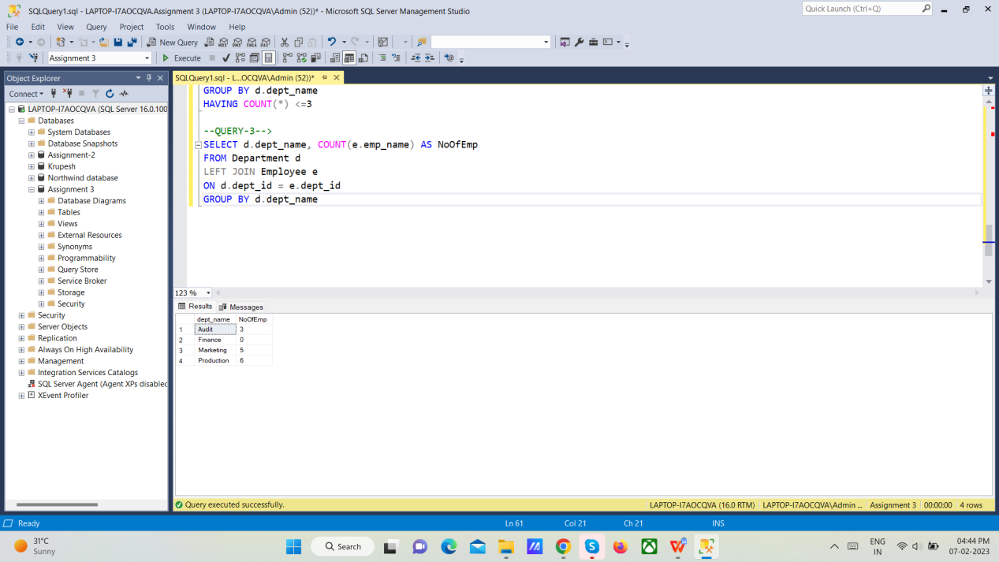 SQLQuery1.sql - LAPTOP-I7AOCQVA.Assignment 3 (LAPTOP-I7AOCQVA\Admin (52))* - Microsoft SQL Server Management Studio
Quick Launch (Ctrl+Q)
File Edit View Query Project Tools Window Help
New Query
MDX DMX XMLA DAX
Assignment 3
Execute
Object Explorer
Connect
LAPTOP-I7AOCQVA (SQL Server 16.0.100
Databases
System Databases
Database Snapshots
Assignment-2
Krupesh
Northwind database
Assignment 3
Database Diagrams
Tables
Views
External Resources
Synonyms
Programmability
Query Store
Service Broker
Storage
Security
Security
Server Objects
Replication
Always On High Availability
Management
Integration Services Catalogs
SQL Server Agent (Agent XPs disabled
XEvent Profiler
SQLQuery1.sql - L...OCQVA\Admin (52))*
GROUP BY d.dept_name
HAVING COUNT(*) <=3
--QUERY-3-->
SELECT d.dept_name, COUNT(e.emp_name) AS NoOfEmp
FROM Department d
LEFT JOIN Employee e
ON d.dept_id = e.dept_id
GROUP BY d.dept_name
123 %
Results Messages
dept_name NoOfEmp
1 Audit 3
2 Finance 0
3 Marketing 5
4 Production 6
Query executed successfully.
LAPTOP-I7AOCQVA (16.0 RTM) LAPTOP-I7AOCQVA\Admin ... Assignment 3 00:00:00 4 rows
Ready Ln 61 Col 21 Ch 21 INS
31°C
Sunny
Search
ENG
IN
04:44 PM
07-02-2023